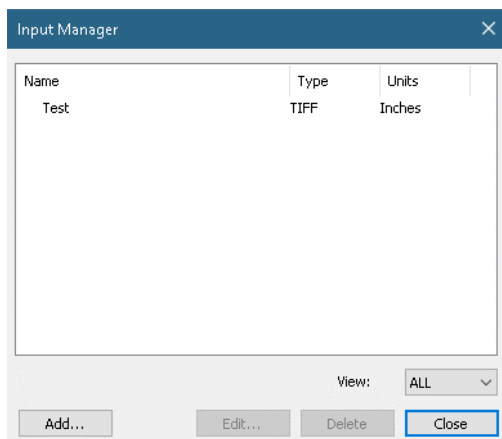 Input Manager
Name Type Units
Test TIFF Inches
View: ALL
Add... Edit... Delete Close